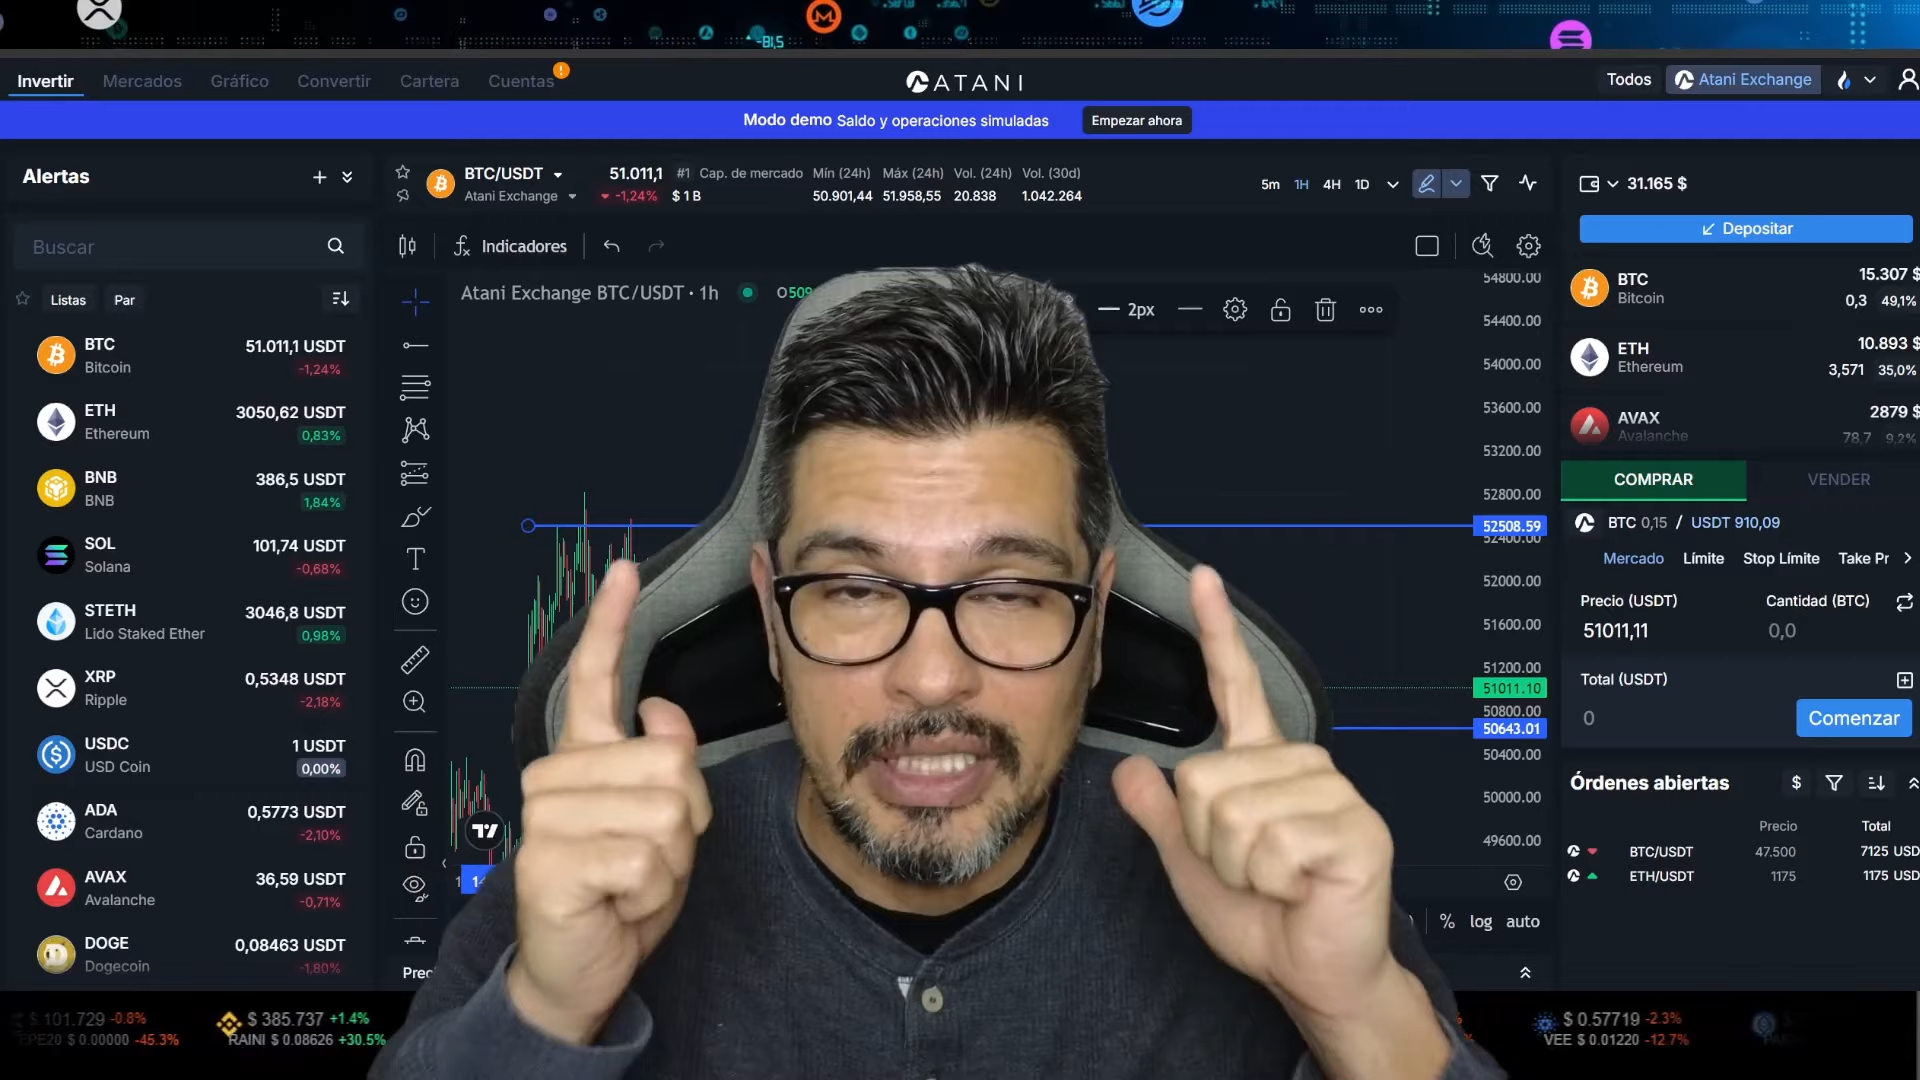 -81,5
Invertir Mercados Gráfico Convertir Cartera Cuentas
ATANI
Todos Atani Exchange
Modo demo Saldo y operaciones simuladas Empezar ahora
Alertas
Buscar
Listas Par
BTC 51.011,1 USDT
Bitcoin -1,24%
ETH 3050,62 USDT
Ethereum 0,83%
BNB 386,5 USDT
BNB 1,84%
SOL 101,74 USDT
Solana -0,68%
STETH 3046,8 USDT
Lido Staked Ether 0,98%
XRP 0,5348 USDT
Ripple -2,18%
USDC 1 USDT
USD Coin 0,00%
ADA 0,5773 USDT
Cardano -2,10%
AVAX 36,59 USDT
Avalanche -0,71%
DOGE 0,08463 USDT
Dogecoin -1,80%
BTC/USDT 51.011,1 #1 Cap. de mercado Mín (24h) Máx (24h) Vol. (24h) Vol. (30d)
Atani Exchange -1,24% $ 1 B 50.901,44 51.958,55 20.838 1.042.264
5m 1H 4H 1D
Indicadores
Atani Exchange BTC/USDT · 1h O509
2px
54800.00
54400.00
54000.00
53600.00
53200.00
52800.00
52508.59
52400.00
52000.00
51600.00
51200.00
51011.10
50800.00
50643.01
50400.00
50000.00
49600.00
% log auto
Prec
31.165 $
Depositar
BTC 15.307 $
Bitcoin 0,3 49,1%
ETH 10.893 $
Ethereum 3,571 35,0%
AVAX 2879 $
Avalanche 78,7 9,2%
COMPRAR VENDER
BTC 0,15 / USDT 910,09
Mercado Límite Stop Límite Take Pr
Precio (USDT) Cantidad (BTC)
51011,11 0,0
Total (USDT)
0 Comenzar
Órdenes abiertas $
Precio Total
BTC/USDT 47.500 7125 USD
ETH/USDT 1175 1175 USD
$ 101.729 -0.8% $ 385.737 +1.4% $ 0.57719 -2.3%
$ 0.00000 -45.3% RAINI $ 0.08626 +30.5% VEE $ 0.01220 -12.7%